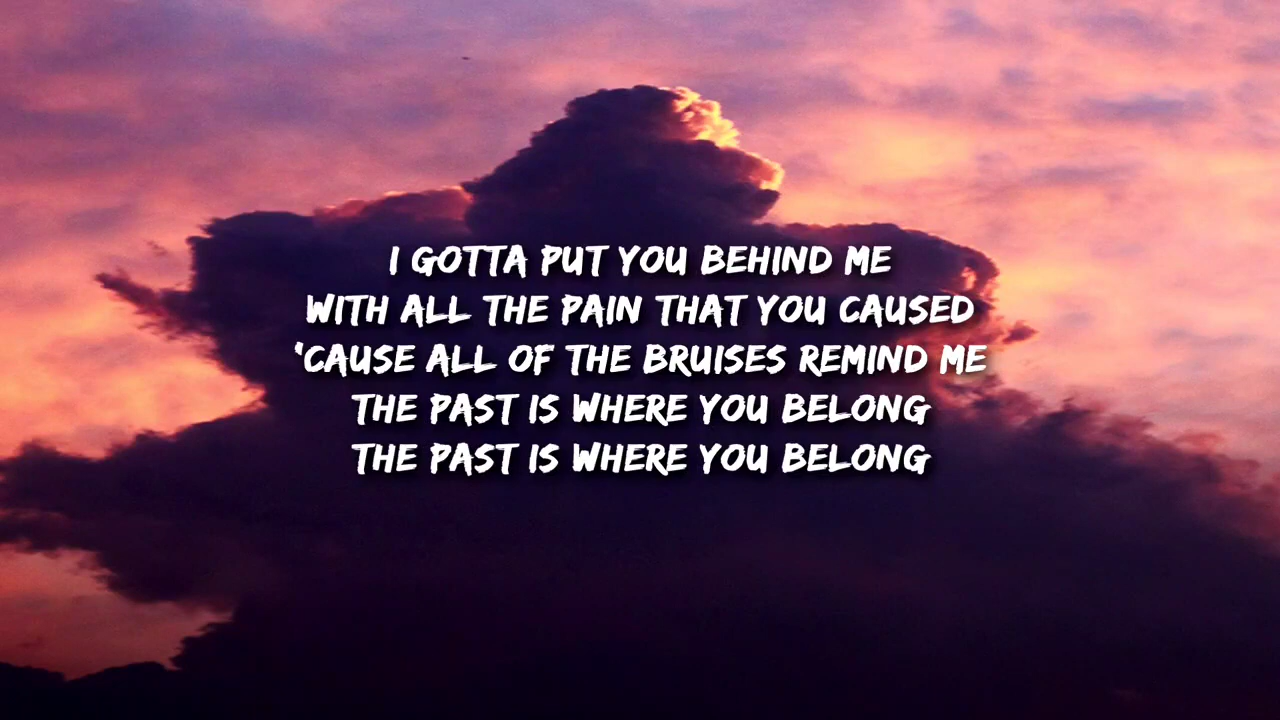 I GOTTA PUT YOU BEHIND ME
WITH ALL THE PAIN THAT YOU CAUSED
'CAUSE ALL OF THE BRUISES REMIND ME
THE PAST IS WHERE YOU BELONG
THE PAST IS WHERE YOU BELONG